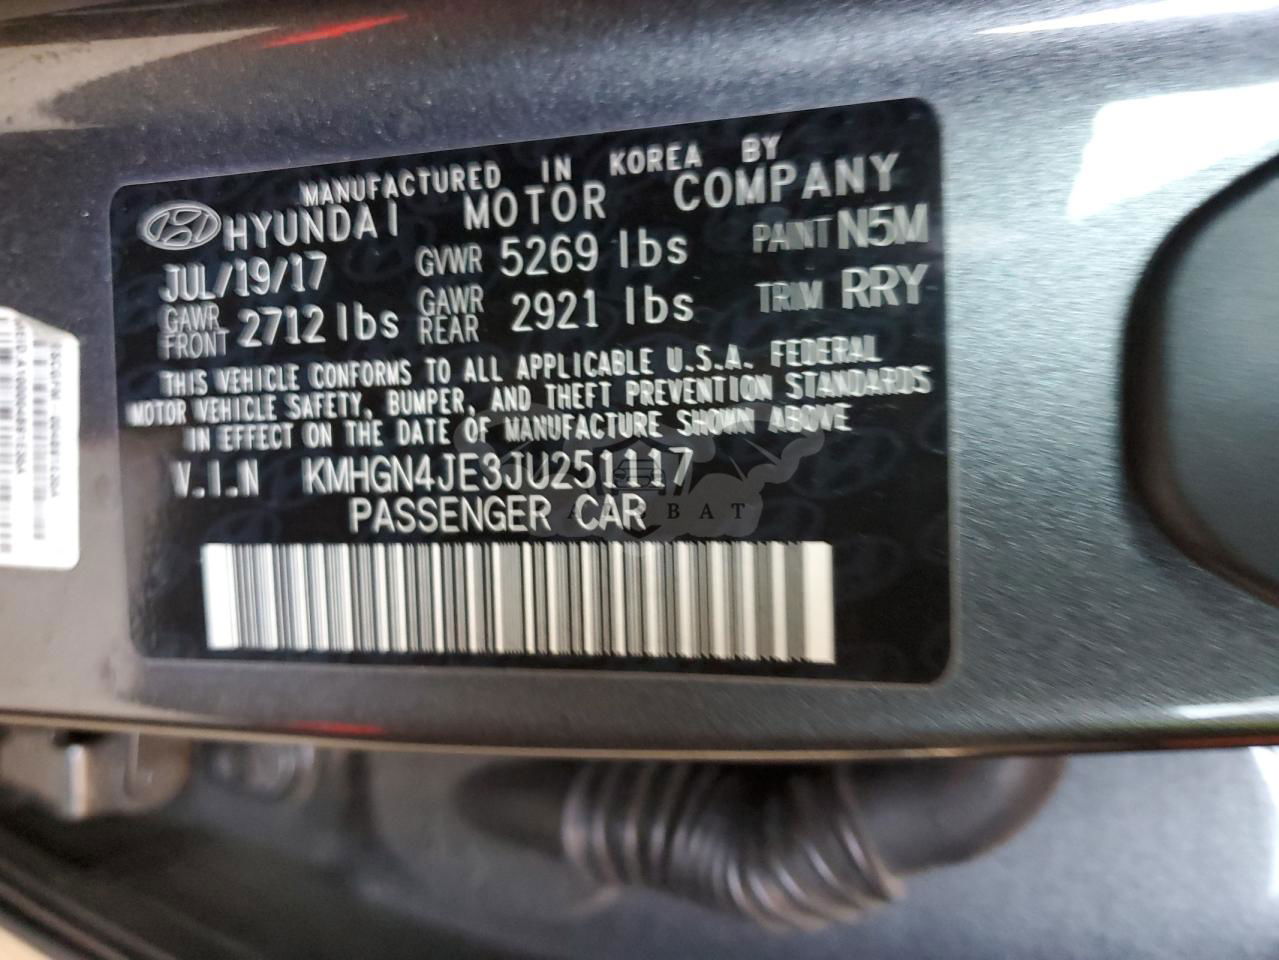 MANUFACTURED IN KOREA BY
HYUNDAI MOTOR COMPANY
JUL/19/17 GVWR 5269 lbs PAINT N5M
GAWR FRONT 2712 lbs GAWR REAR 2921 lbs TRIM RRY
THIS VEHICLE CONFORMS TO ALL APPLICABLE U.S.A. FEDERAL
MOTOR VEHICLE SAFETY, BUMPER, AND THEFT PREVENTION STANDARDS
IN EFFECT ON THE DATE OF MANUFACTURE SHOWN ABOVE
V.I.N KMHGN4JE3JU251117
PASSENGER CAR